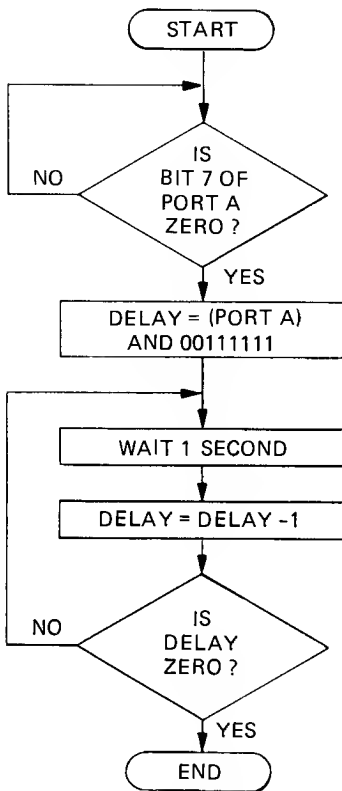 START
IS
BIT 7 OF
PORT A
ZERO ?
NO
YES
DELAY = (PORT A)
AND 00111111
WAIT 1 SECOND
DELAY = DELAY -1
IS
DELAY
ZERO ?
NO
YES
END